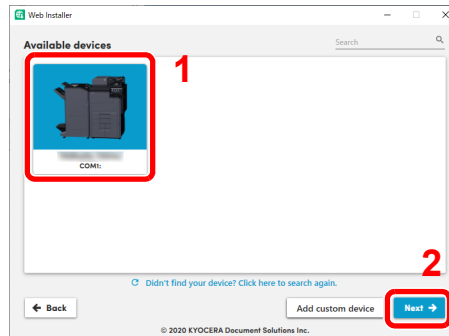 Web Installer
Available devices
Search
1
COM1:
2
Didn't find your device? Click here to search again.
Back
Add custom device
Next
© 2020 KYOCERA Document Solutions Inc.